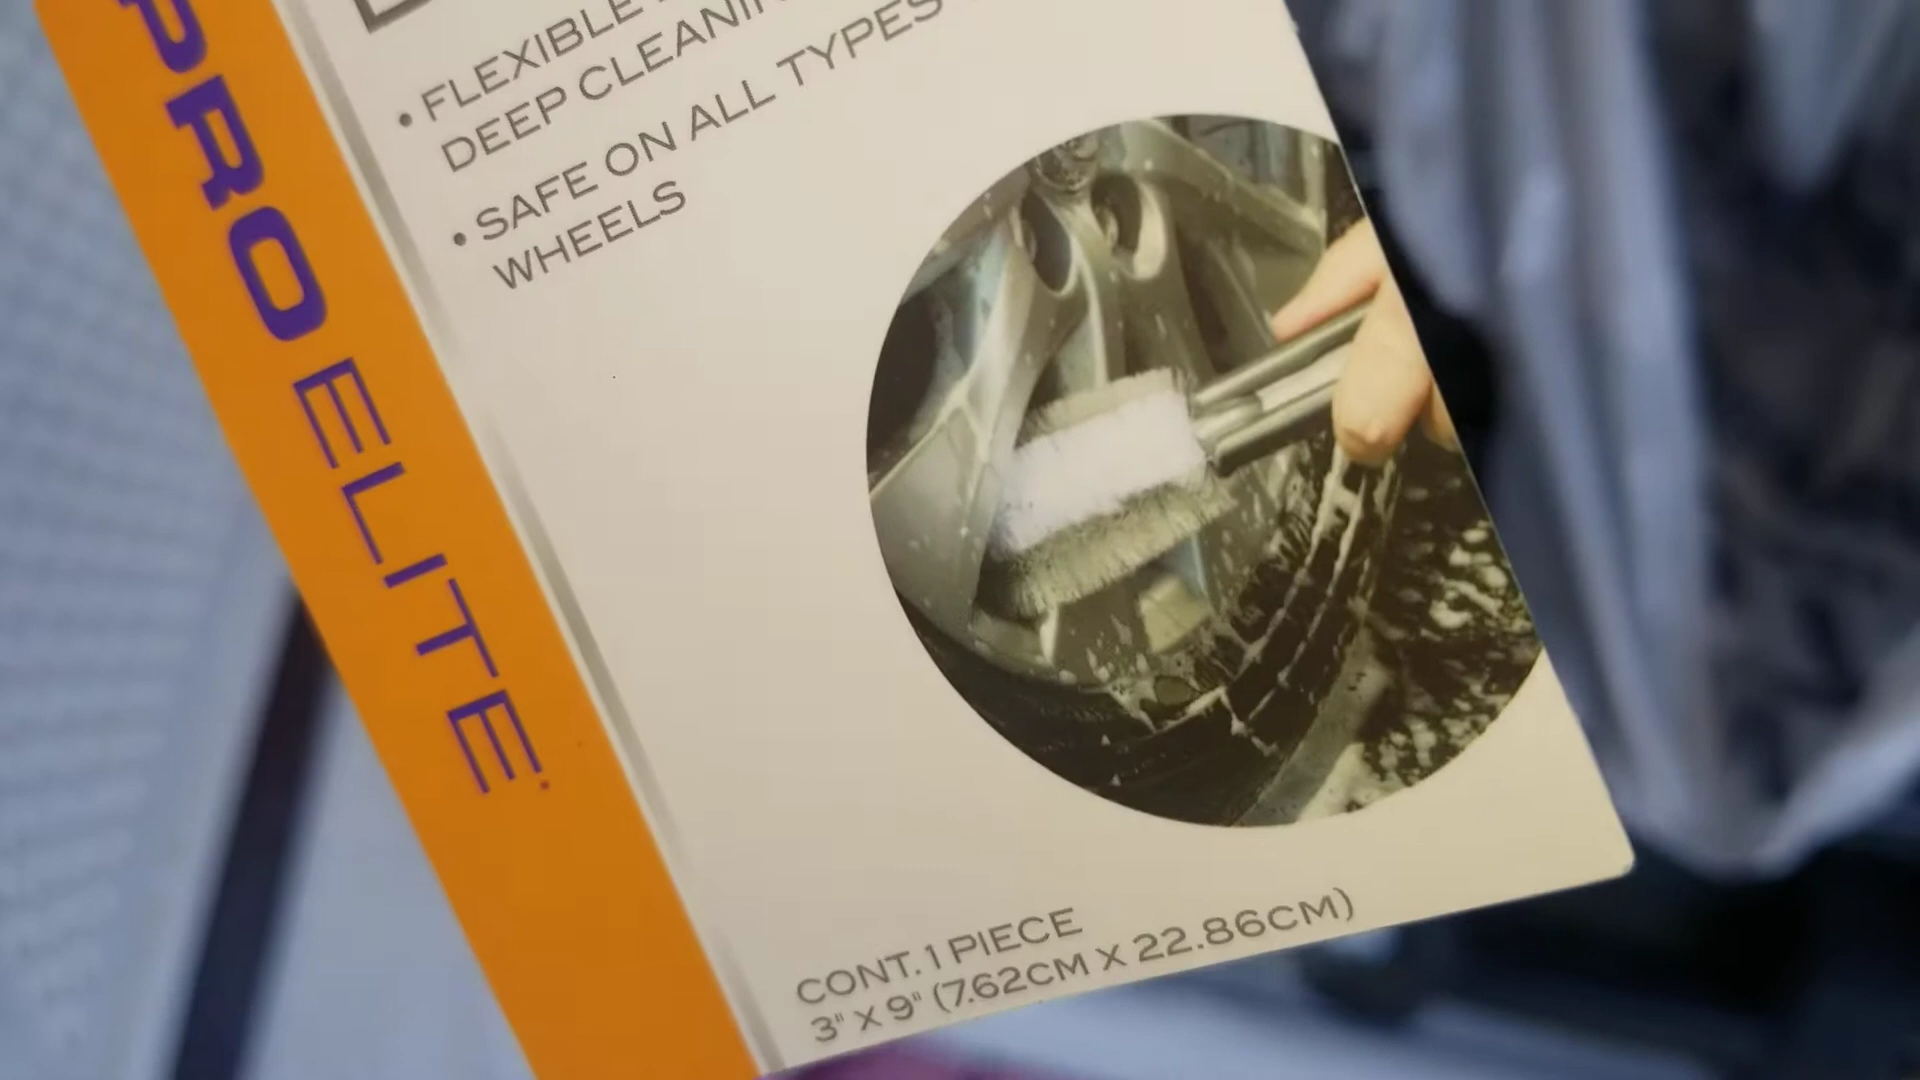 PRO ELITE
• FLEXIBLE
DEEP CLEANIN
• SAFE ON ALL TYPES
WHEELS
CONT. 1 PIECE
3" X 9" (7.62CM X 22.86CM)